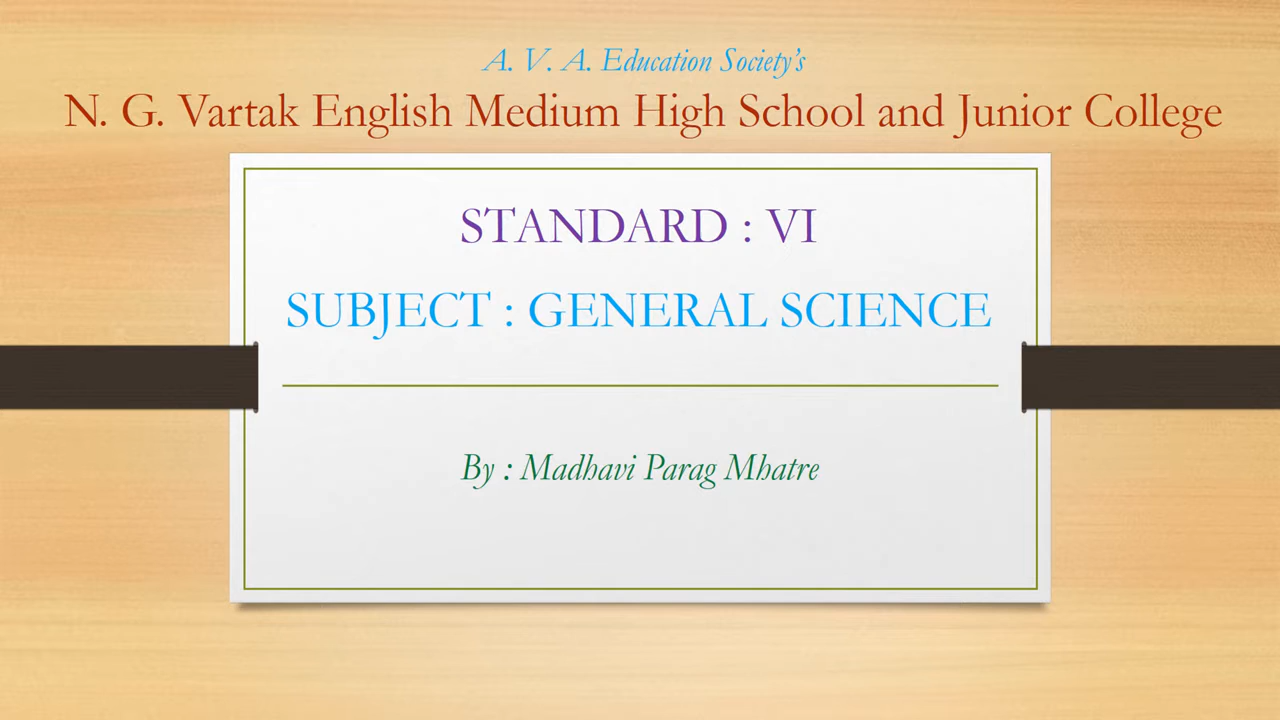 A. V. A. Education Society's
N. G. Vartak English Medium High School and Junior College
STANDARD : VI
SUBJECT : GENERAL SCIENCE
By : Madhavi Parag Mhatre